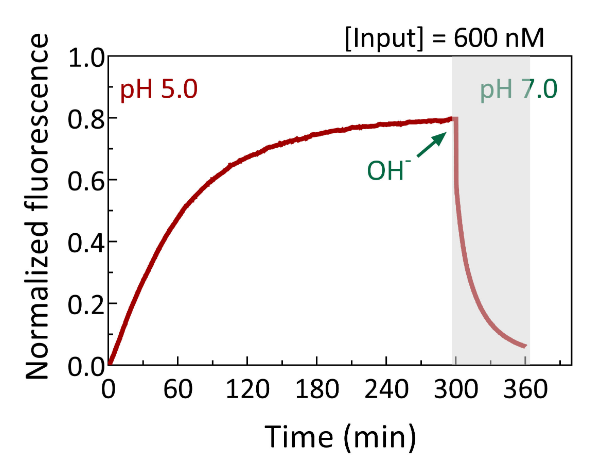 [Input] = 600 nM
1.0
pH 5.0
pH 7.0
0.8
OH-
0.6
0.4
0.2
0.0
Normalized fluorescence
0 60 120 180 240 300 360
Time (min)